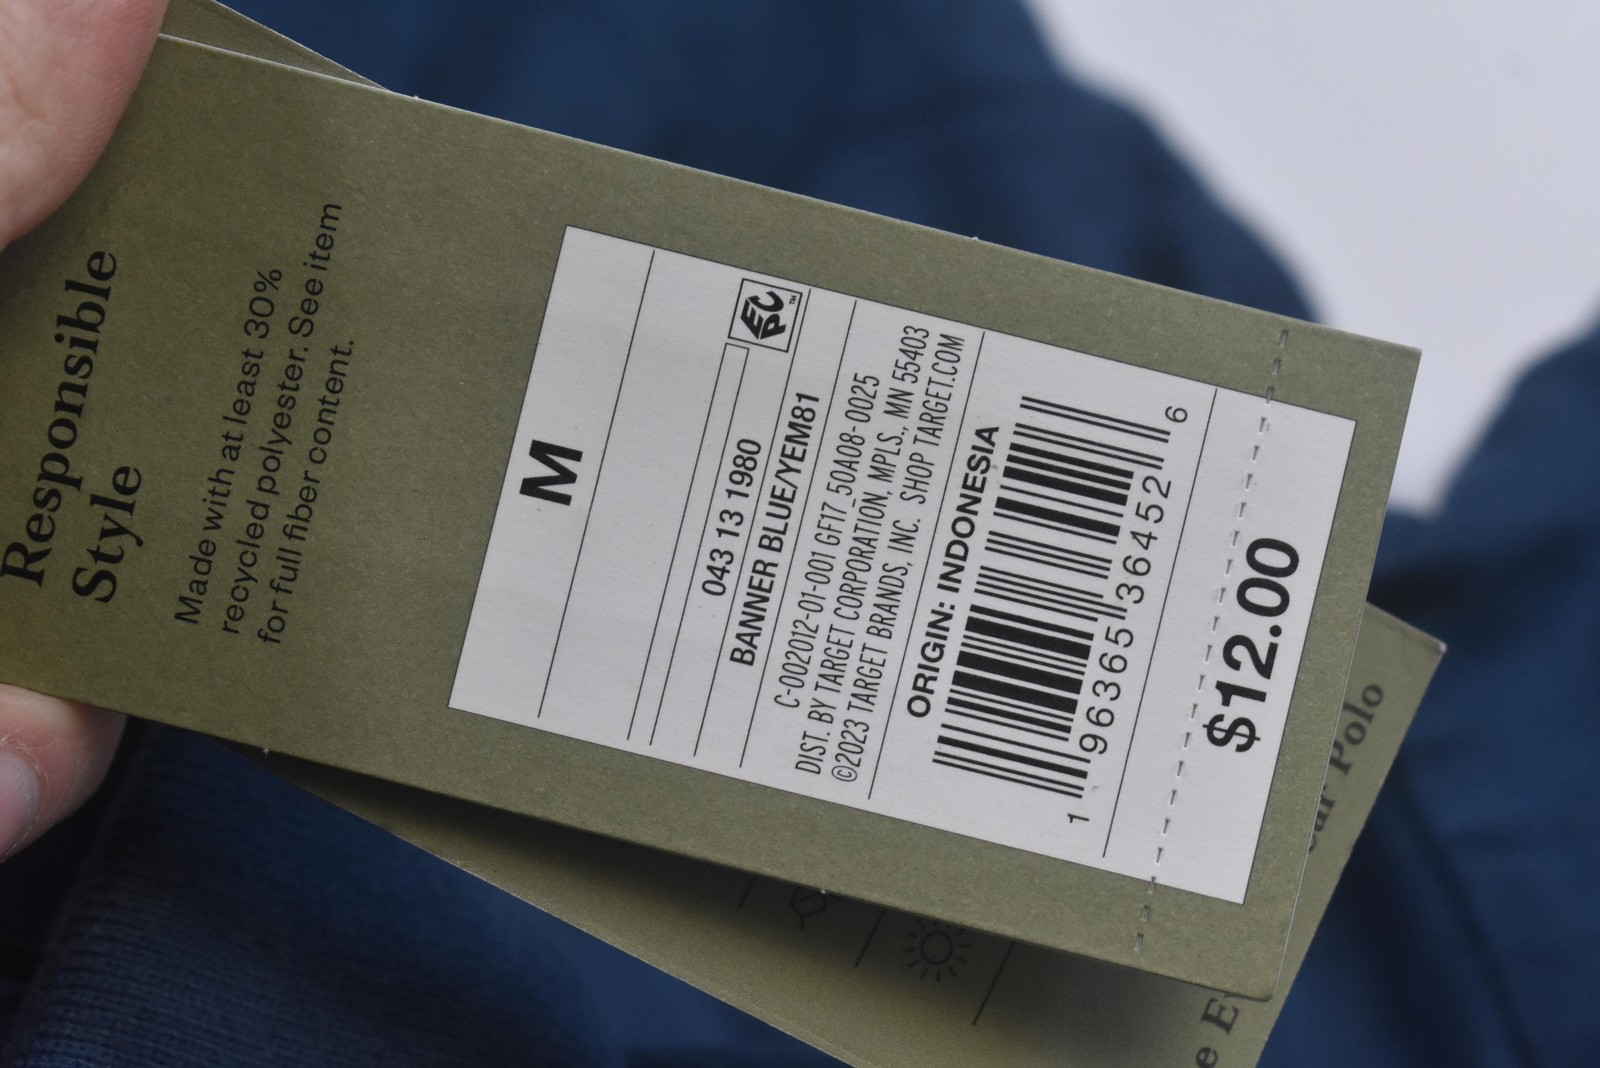 Responsible
Style
Made with at least 30%
recycled polyester. See item
for full fiber content.
M
EPC™
043 13 1980
BANNER BLUE/YEM81
C-002012-01-001 GF17_50A08-0025
DIST. BY TARGET CORPORATION, MPLS., MN 55403
©2023 TARGET BRANDS, INC. SHOP TARGET.COM
ORIGIN: INDONESIA
1 96365 36452 6
$12.00
Polo